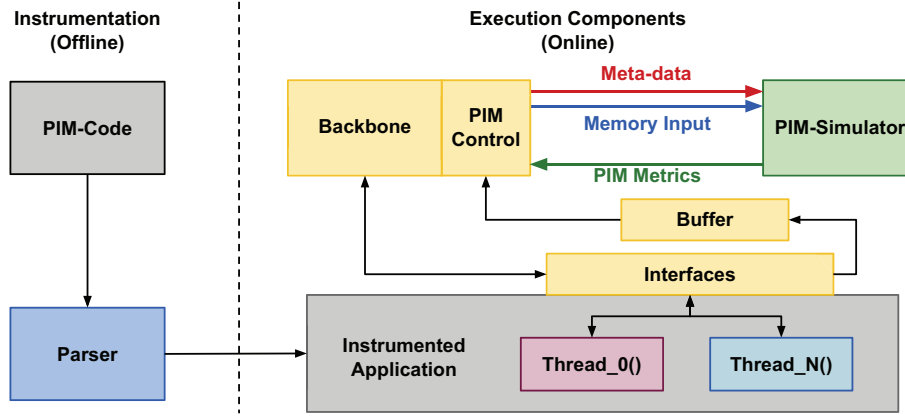 Instrumentation
(Offline)
Execution Components
(Online)
PIM-Code
Backbone
PIM
Control
Meta-data
Memory Input
PIM Metrics
PIM-Simulator
Buffer
Interfaces
Parser
Instrumented
Application
Thread_0()
Thread_N()